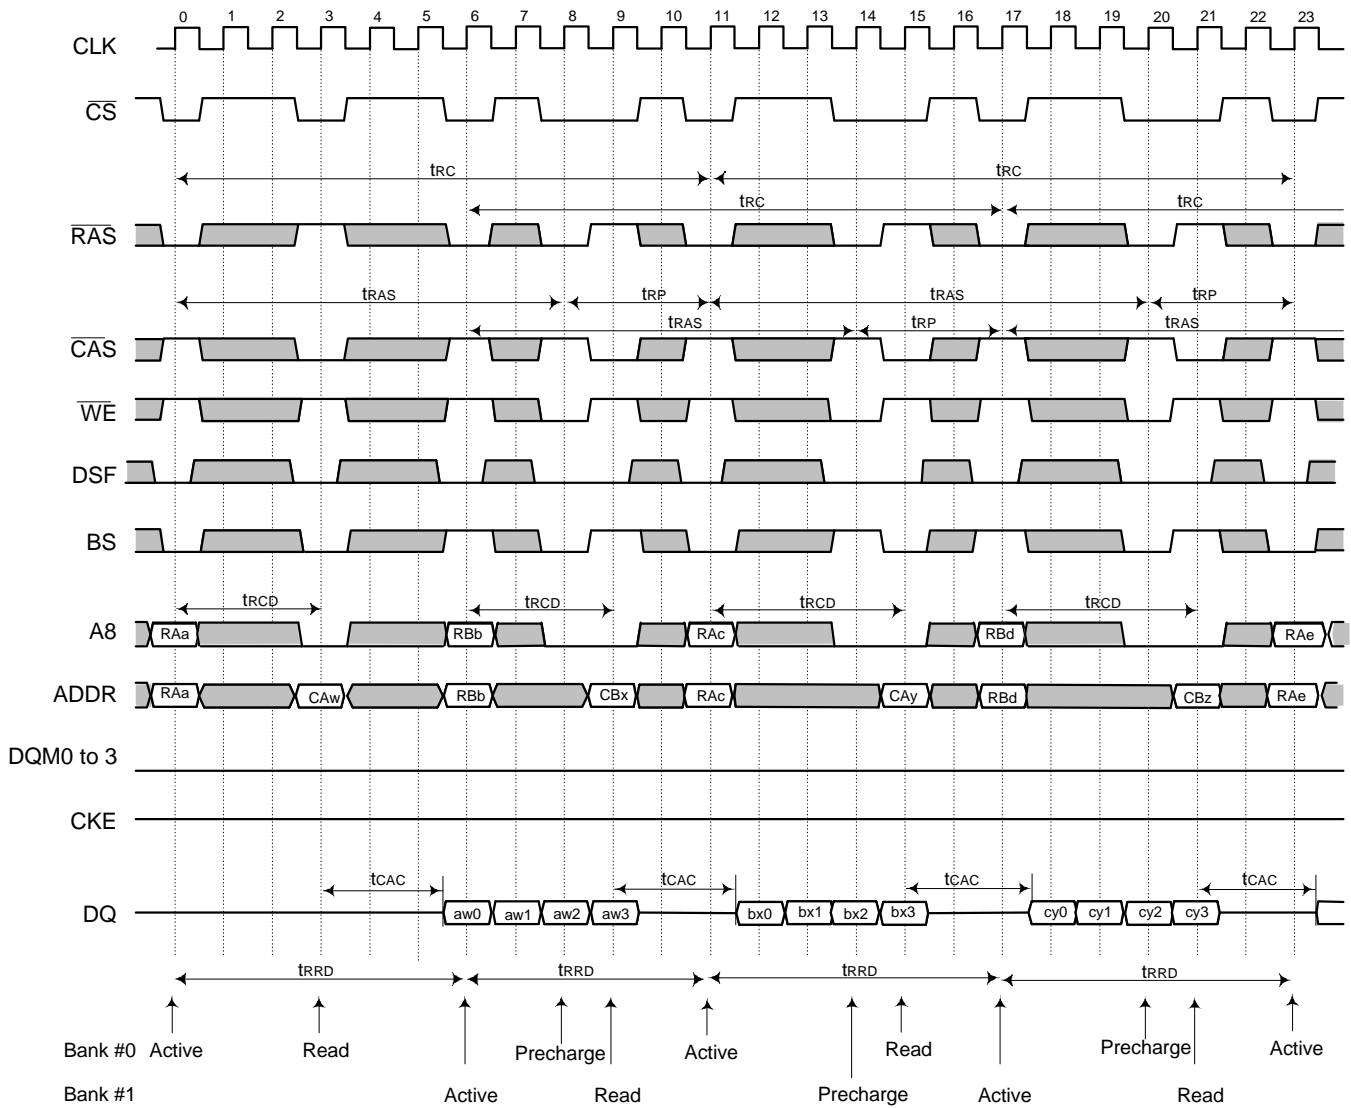 0 1 2 3 4 5 6 7 8 9 10 11 12 13 14 15 16 17 18 19 20 21 22 23
CLK
CS
tRC tRC
tRC tRC
RAS
tRAS tRP tRAS tRP
tRAS tRP tRAS
CAS
WE
DSF
BS
tRCD tRCD tRCD tRCD
A8 RAa RBb RAc RBd RAe
ADDR RAa CAw RBb CBx RAc CAy RBd CBz RAe
DQM0 to 3
CKE
tCAC tCAC tCAC tCAC
DQ aw0 aw1 aw2 aw3 bx0 bx1 bx2 bx3 cy0 cy1 cy2 cy3
tRRD tRRD tRRD tRRD
Bank #0 Active Read Precharge Active Read Precharge Active
Bank #1 Active Read Precharge Active Read